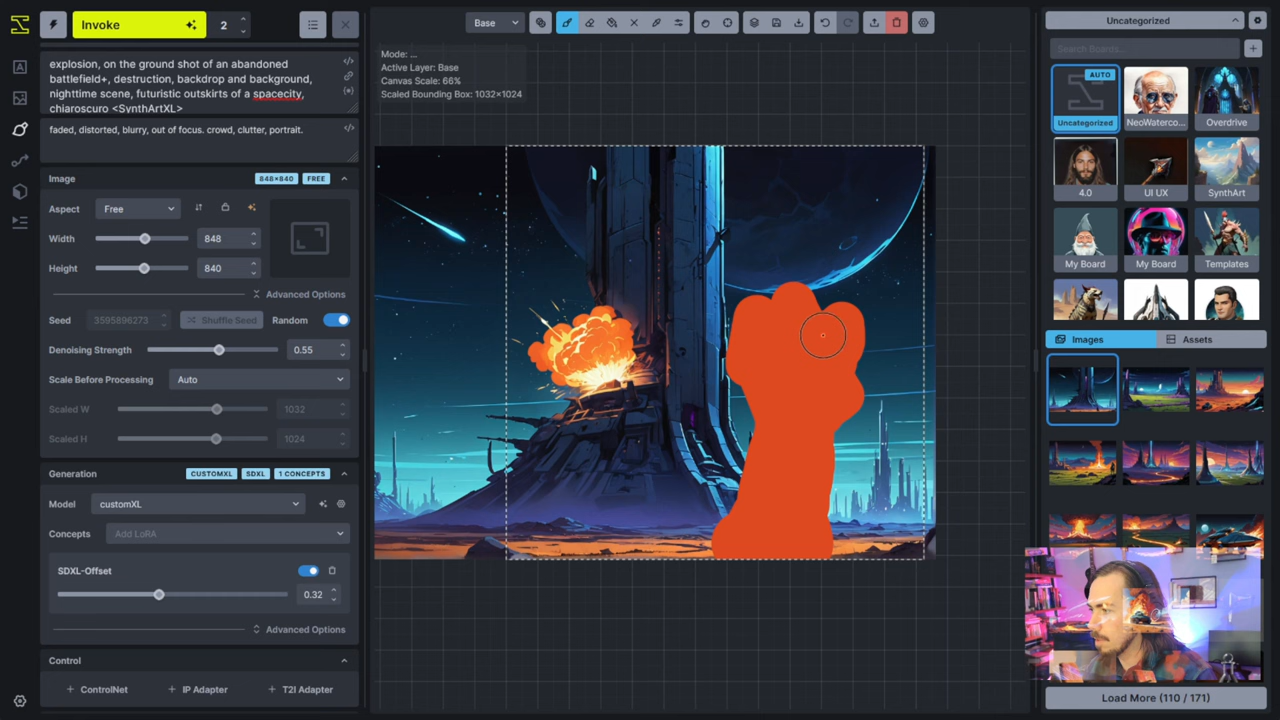 Invoke
2
explosion, on the ground shot of an abandoned
battlefield+, destruction, backdrop and background,
nighttime scene, futuristic outskirts of a spacecity,
chiaroscuro <SynthArtXL>
faded, distorted, blurry, out of focus. crowd, clutter, portrait.
Image
848×840
FREE
Aspect
Free
Width
848
Height
840
Advanced Options
Seed
3595896273
Shuffle Seed
Random
Denoising Strength
0.55
Scale Before Processing
Auto
Scaled W
1032
Scaled H
1024
Generation
CUSTOMXL
SDXL
1 CONCEPTS
Model
customXL
Concepts
Add LoRA
SDXL-Offset
0.32
Advanced Options
Control
+ ControlNet
+ IP Adapter
+ T2I Adapter
Base
Mode: ...
Active Layer: Base
Canvas Scale: 66%
Scaled Bounding Box: 1032×1024
Uncategorized
Search Boards...
AUTO
Uncategorized
NeoWaterco...
Overdrive
4.0
UI UX
SynthArt
My Board
My Board
Templates
Images
Assets
Load More (110 / 171)